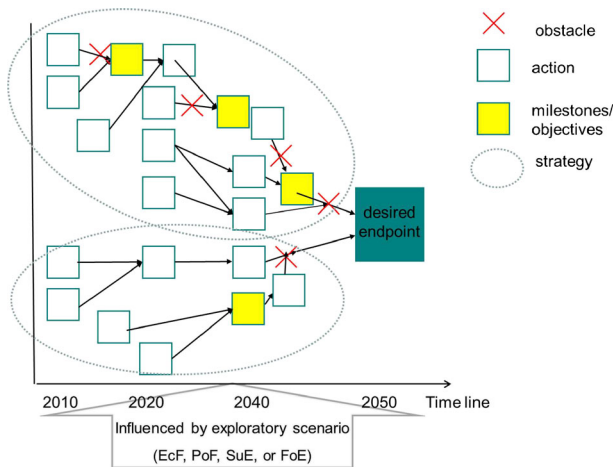 obstacle
action
milestones/
objectives
strategy
desired
endpoint
2010 2020 2040 2050 Time line
Influenced by exploratory scenario
(EcF, PoF, SuE, or FoE)